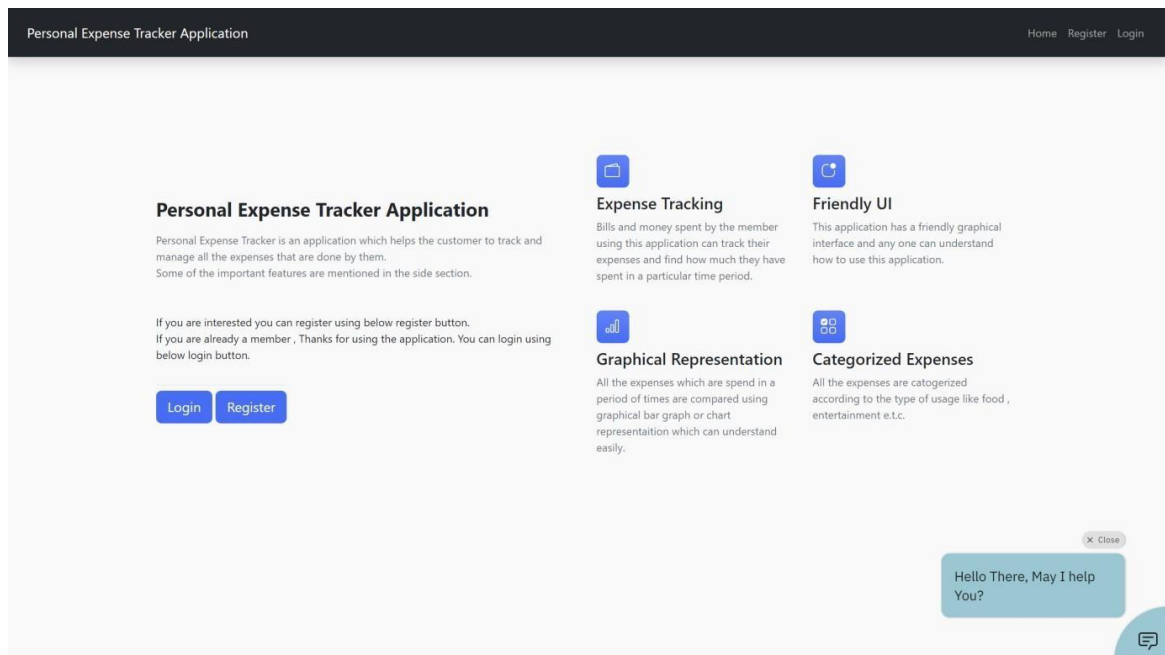 Personal Expense Tracker Application
Home Register Login
Personal Expense Tracker Application
Personal Expense Tracker is an application which helps the customer to track and
manage all the expenses that are done by them.
Some of the important features are mentioned in the side section.
If you are interested you can register using below register button.
If you are already a member , Thanks for using the application. You can login using
below login button.
Login Register
Expense Tracking
Bills and money spent by the member
using this application can track their
expenses and find how much they have
spent in a particular time period.
Friendly UI
This application has a friendly graphical
interface and any one can understand
how to use this application.
Graphical Representation
All the expenses which are spend in a
period of times are compared using
graphical bar graph or chart
representaition which can understand
easily.
Categorized Expenses
All the expenses are catogerized
according to the type of usage like food ,
entertainment e.t.c.
× Close
Hello There, May I help
You?